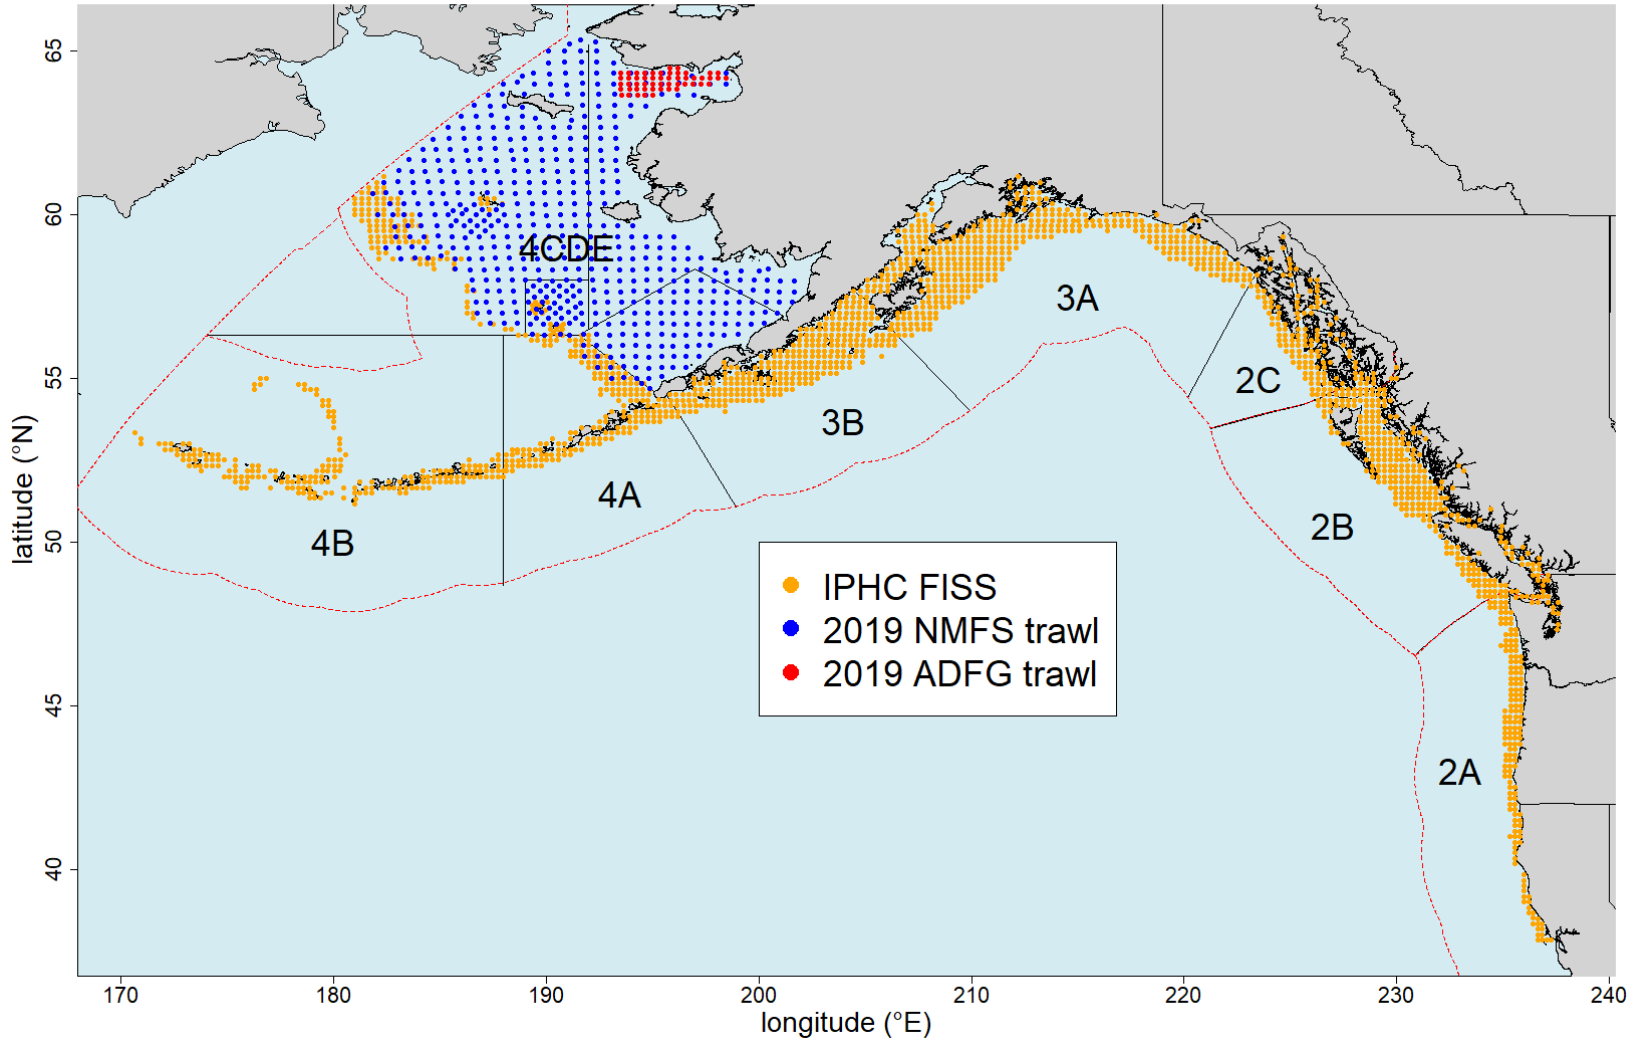 65
60
55
50
45
40
latitude (°N)
4CDE
3A
2C
3B
4A
2B
4B
IPHC FISS
2019 NMFS trawl
2019 ADFG trawl
2A
170
180
190
200
210
220
230
240
longitude (°E)